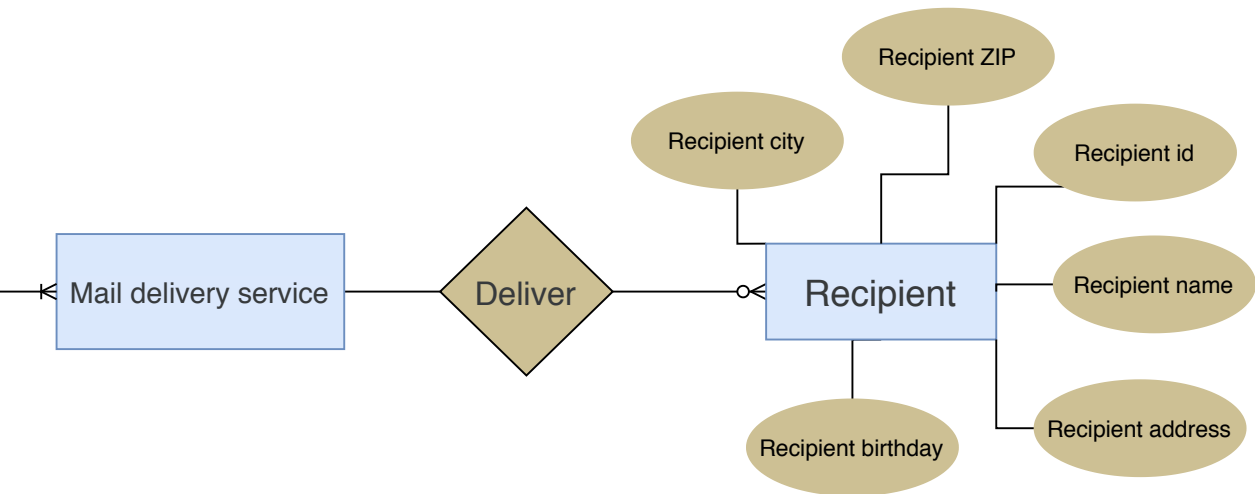 Recipient ZIP
Recipient city
Recipient id
Mail delivery service
Deliver
Recipient
Recipient name
Recipient address
Recipient birthday